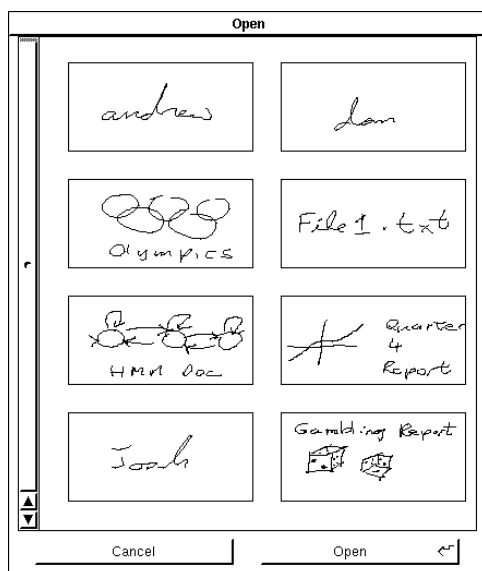 Open
andrew
dan
Olympics
File 1.txt
HMM Doc
Quarter
4
Report
Josh
Gambling Report
Cancel
Open